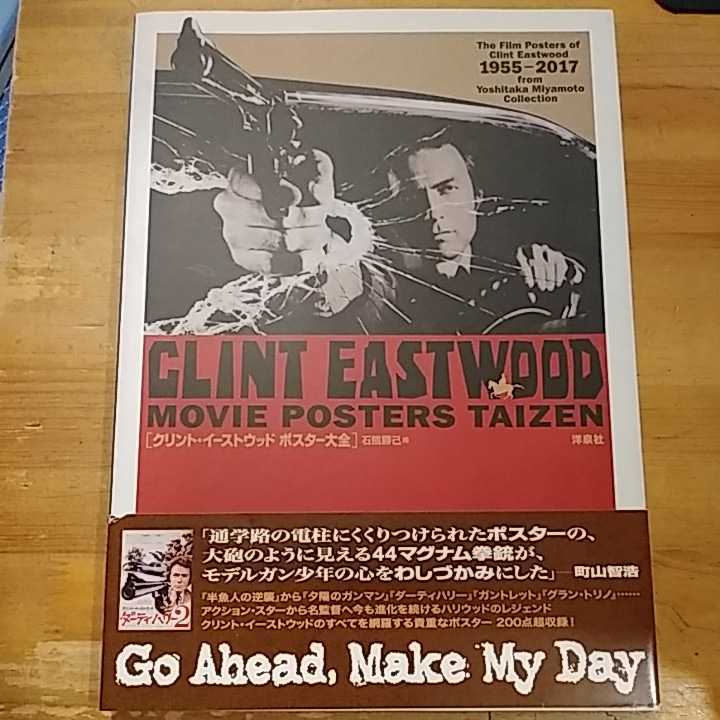 The Film Posters of
Clint Eastwood
1955-2017
from
Yoshitaka Miyamoto
Collection
CLINT EASTWOOD
MOVIE POSTERS TAIZEN
[クリント・イーストウッド ポスター大全] 石熊勝己 編
洋泉社
「通学路の電柱にくくりつけられたポスターの、
大砲のように見える44マグナム拳銃が、
モデルガン少年の心をわしづかみにした」—町山智浩
「半魚人の逆襲」から「夕陽のガンマン」「ダーティハリー」「ガントレット」「グラン・トリノ」……
アクション・スターから名監督へ今も進化を続けるハリウッドのレジェンド
クリント・イーストウッドのすべてを網羅する貴重なポスター 200点超収録!
ダーティハリー2
Go Ahead, Make My Day